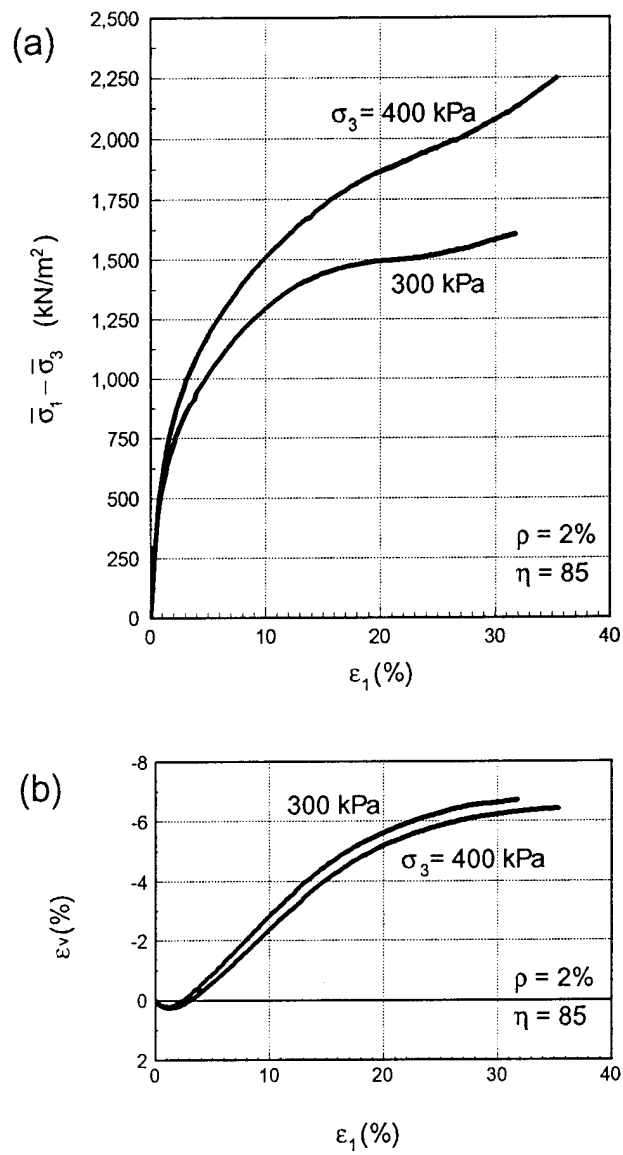 (a)
2,500
2,250
2,000
1,750
1,500
1,250
1,000
750
500
250
0
σ̄₁ – σ̄₃ (kN/m²)
σ₃ = 400 kPa
300 kPa
ρ = 2%
η = 85
0 10 20 30 40
ε₁(%)
(b)
-8
-6
-4
-2
0
2
εᵥ(%)
300 kPa
σ₃ = 400 kPa
ρ = 2%
η = 85
0 10 20 30 40
ε₁(%)